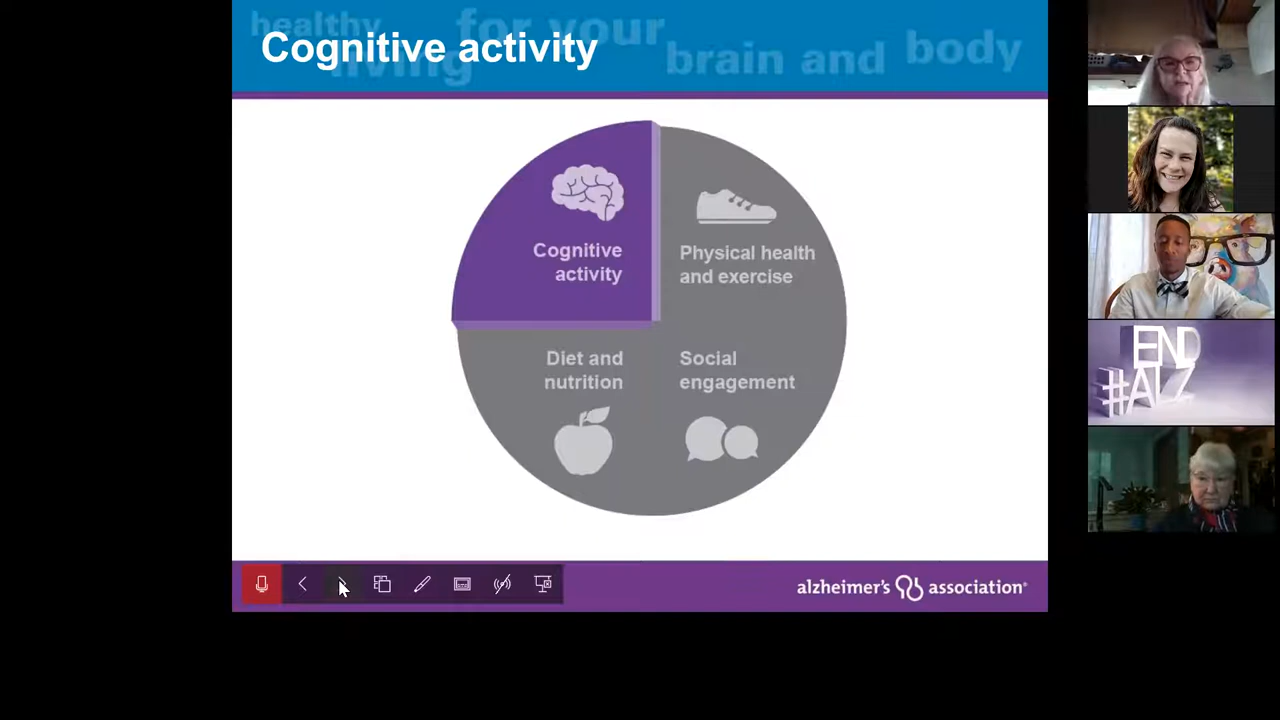 healthy
living
for your
brain and
body
Cognitive activity
Cognitive
activity
Physical health
and exercise
Diet and
nutrition
Social
engagement
alzheimer's association®
END
#ALZ